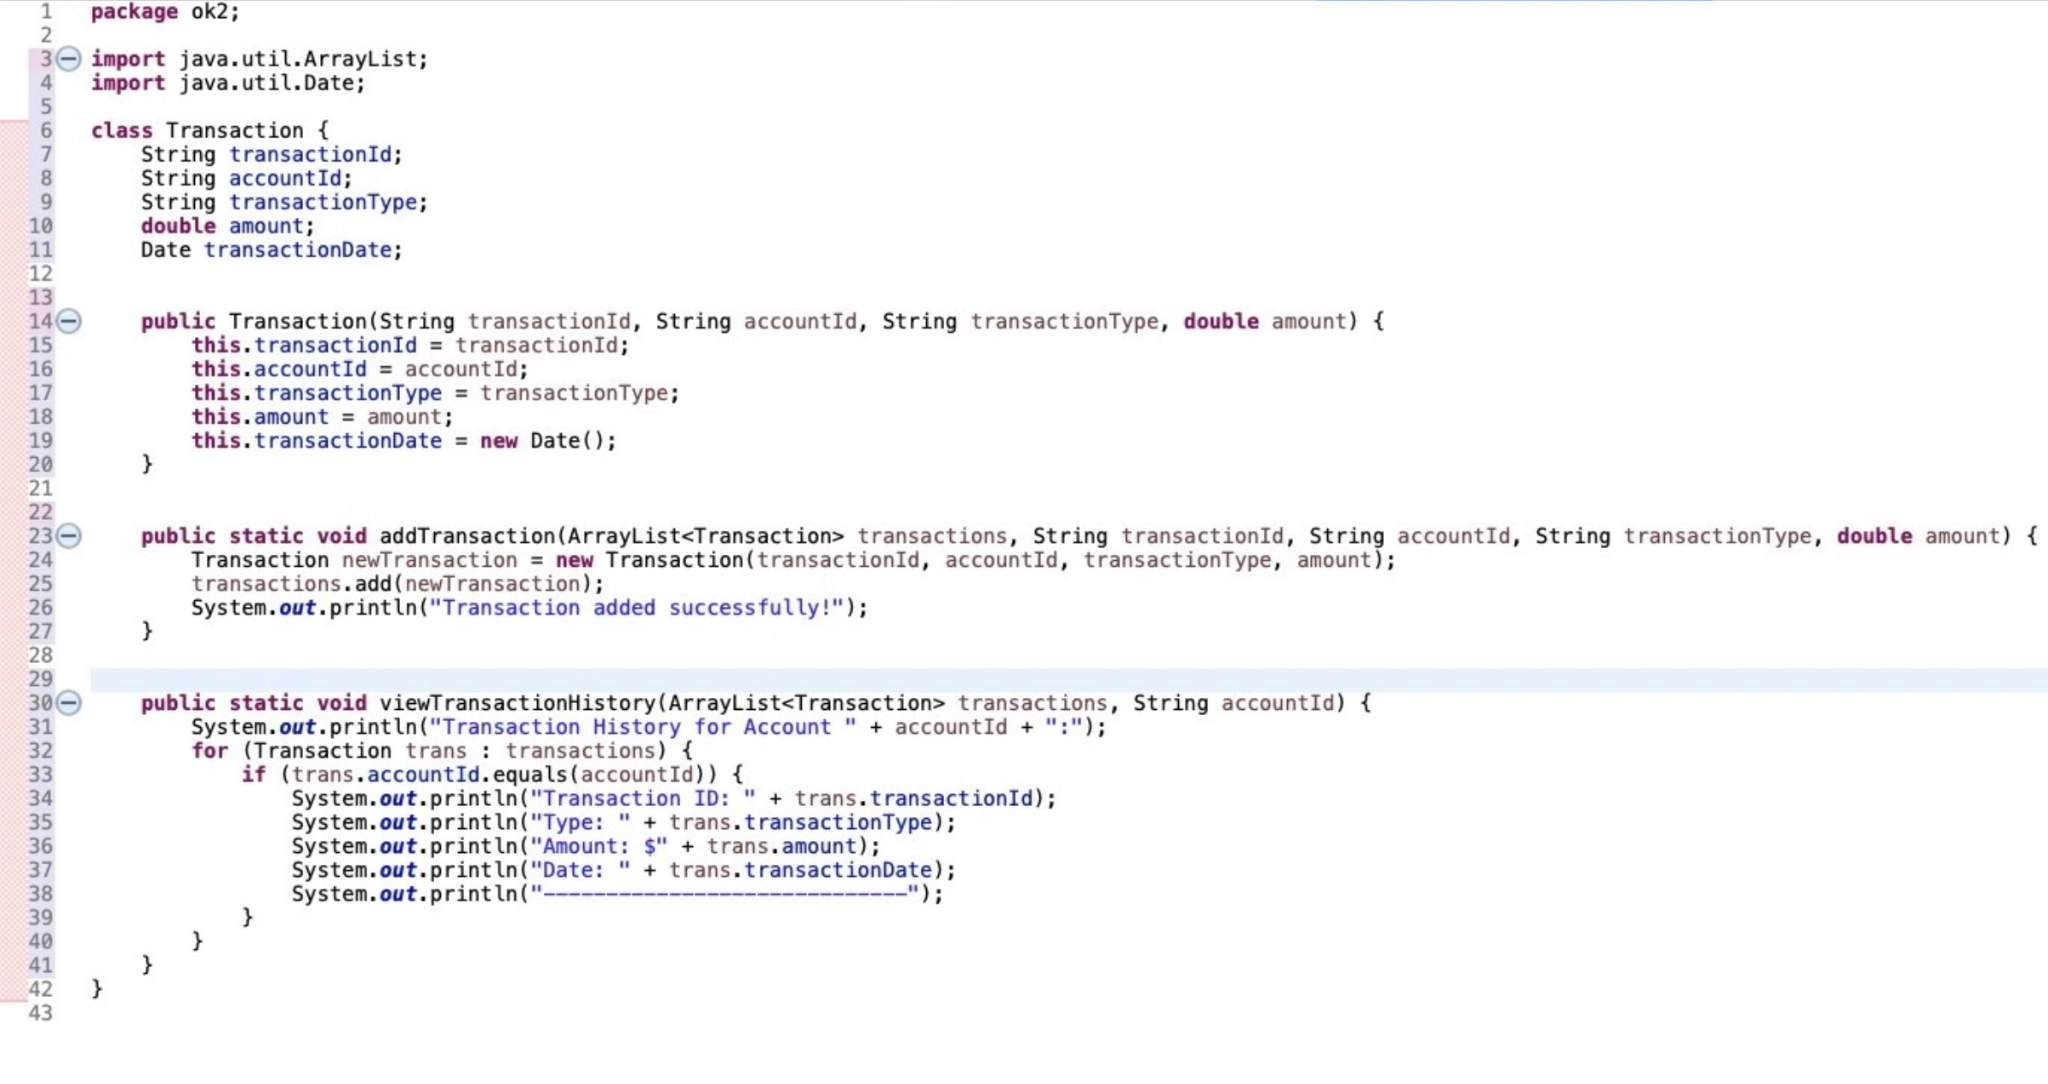 1 package ok2;
2
3 import java.util.ArrayList;
4 import java.util.Date;
5
6 class Transaction {
7     String transactionId;
8     String accountId;
9     String transactionType;
10     double amount;
11     Date transactionDate;
12
13
14     public Transaction(String transactionId, String accountId, String transactionType, double amount) {
15         this.transactionId = transactionId;
16         this.accountId = accountId;
17         this.transactionType = transactionType;
18         this.amount = amount;
19         this.transactionDate = new Date();
20     }
21
22
23     public static void addTransaction(ArrayList<Transaction> transactions, String transactionId, String accountId, String transactionType, double amount) {
24         Transaction newTransaction = new Transaction(transactionId, accountId, transactionType, amount);
25         transactions.add(newTransaction);
26         System.out.println("Transaction added successfully!");
27     }
28
29
30     public static void viewTransactionHistory(ArrayList<Transaction> transactions, String accountId) {
31         System.out.println("Transaction History for Account " + accountId + ":");
32         for (Transaction trans : transactions) {
33             if (trans.accountId.equals(accountId)) {
34                 System.out.println("Transaction ID: " + trans.transactionId);
35                 System.out.println("Type: " + trans.transactionType);
36                 System.out.println("Amount: $" + trans.amount);
37                 System.out.println("Date: " + trans.transactionDate);
38                 System.out.println("-----------------------------");
39             }
40         }
41     }
42 }
43